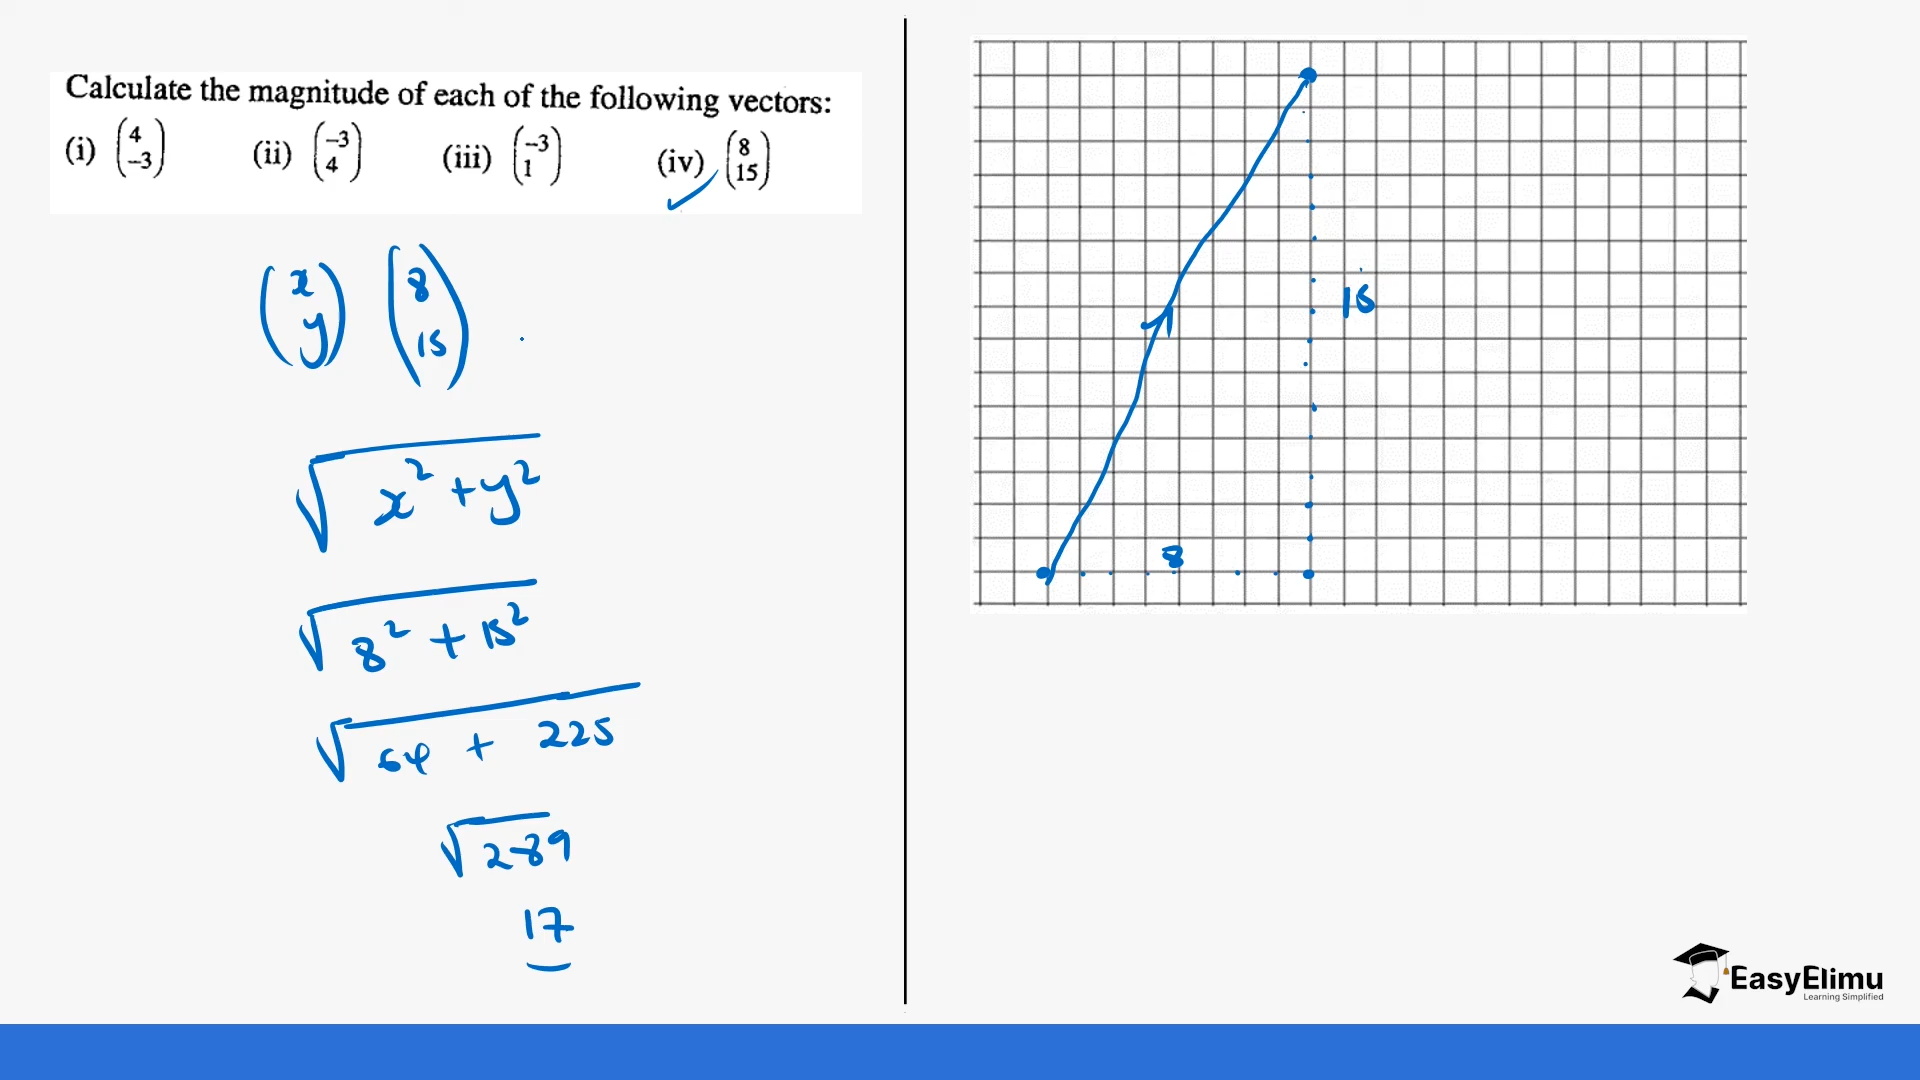 Calculate the magnitude of each of the following vectors:
(i) (4 -3) (ii) (-3 4) (iii) (-3 1) (iv) (8 15)
(x y) (8 15)
√x² + y²
√8² + 15²
√64 + 225
√289
17
15
8
EasyElimu
Learning Simplified